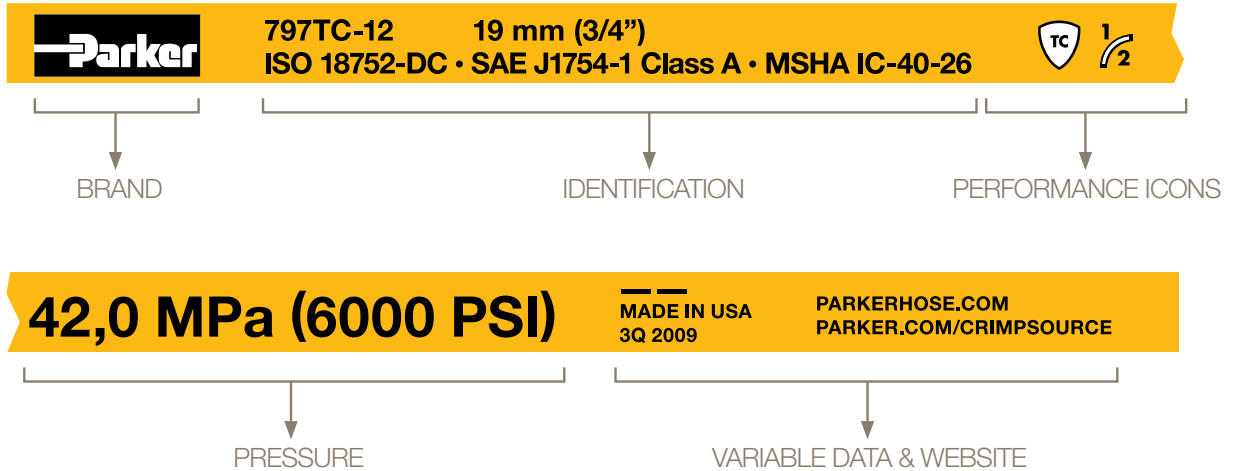 Parker
797TC-12 19 mm (3/4”)
ISO 18752-DC • SAE J1754-1 Class A • MSHA IC-40-26
TC 1/2
BRAND
IDENTIFICATION
PERFORMANCE ICONS
42,0 MPa (6000 PSI)
MADE IN USA
3Q 2009
PARKERHOSE.COM
PARKER.COM/CRIMPSOURCE
PRESSURE
VARIABLE DATA & WEBSITE